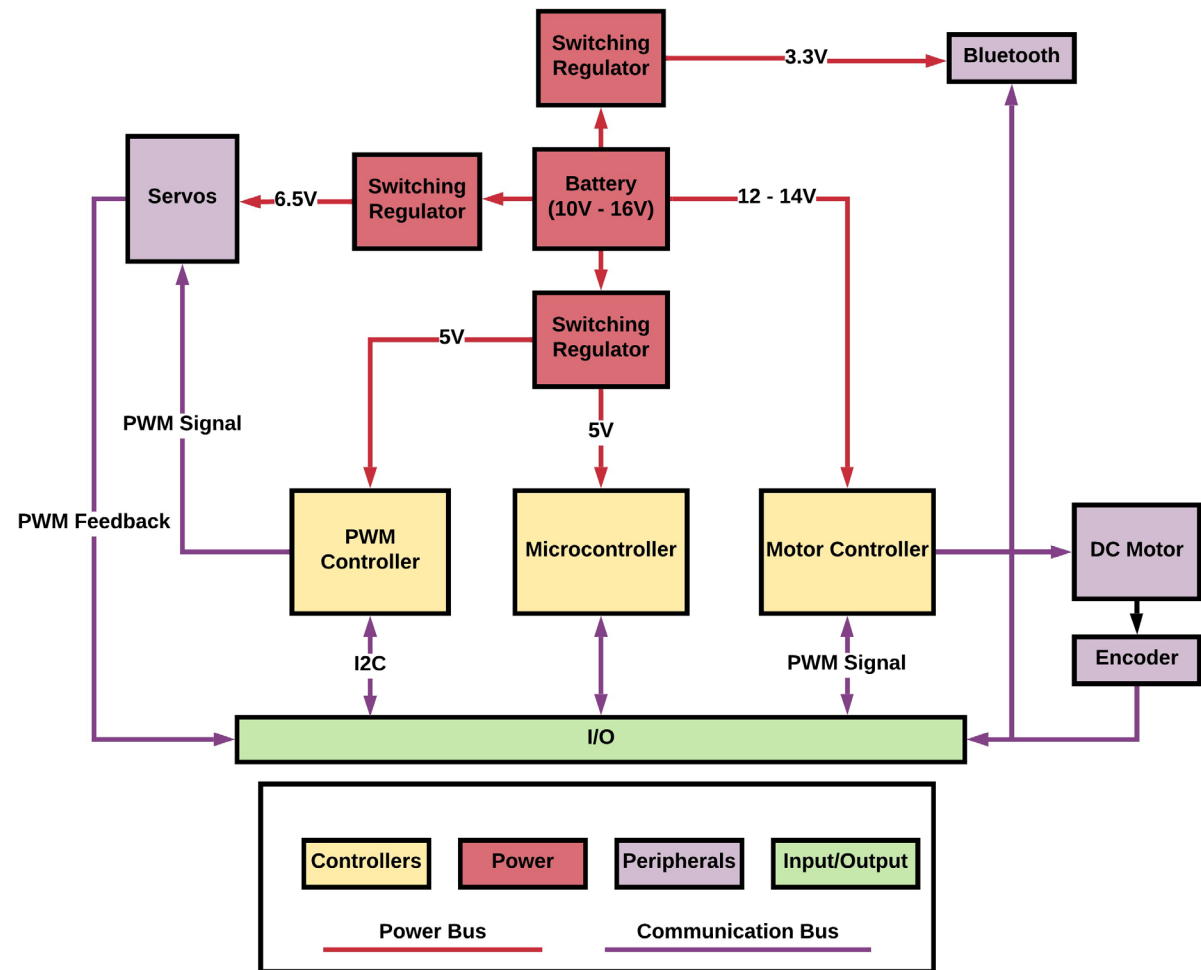 Switching
Regulator
3.3V
Bluetooth
Servos
6.5V
Switching
Regulator
Battery
(10V - 16V)
12 - 14V
Switching
Regulator
5V
5V
PWM Signal
PWM Feedback
PWM
Controller
Microcontroller
Motor Controller
DC Motor
I2C
PWM Signal
Encoder
I/O
Controllers
Power
Peripherals
Input/Output
Power Bus
Communication Bus